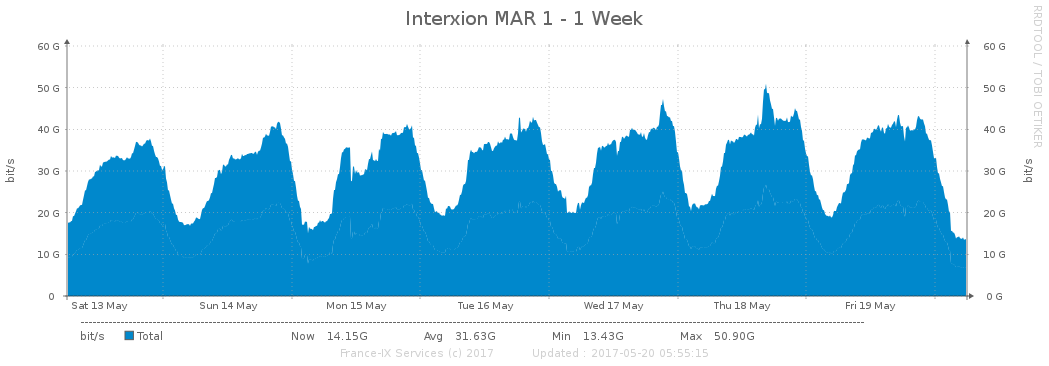 Interxion MAR 1 - 1 Week
RRDTOOL / TOBI OETIKER
60 G 60 G
50 G 50 G
40 G 40 G
30 G 30 G
20 G 20 G
10 G 10 G
0 0 G
bit/s bit/s
Sat 13 May Sun 14 May Mon 15 May Tue 16 May Wed 17 May Thu 18 May Fri 19 May
bit/s Total Now 14.15G Avg 31.63G Min 13.43G Max 50.90G
France-IX Services (c) 2017 Updated : 2017-05-20 05:55:15